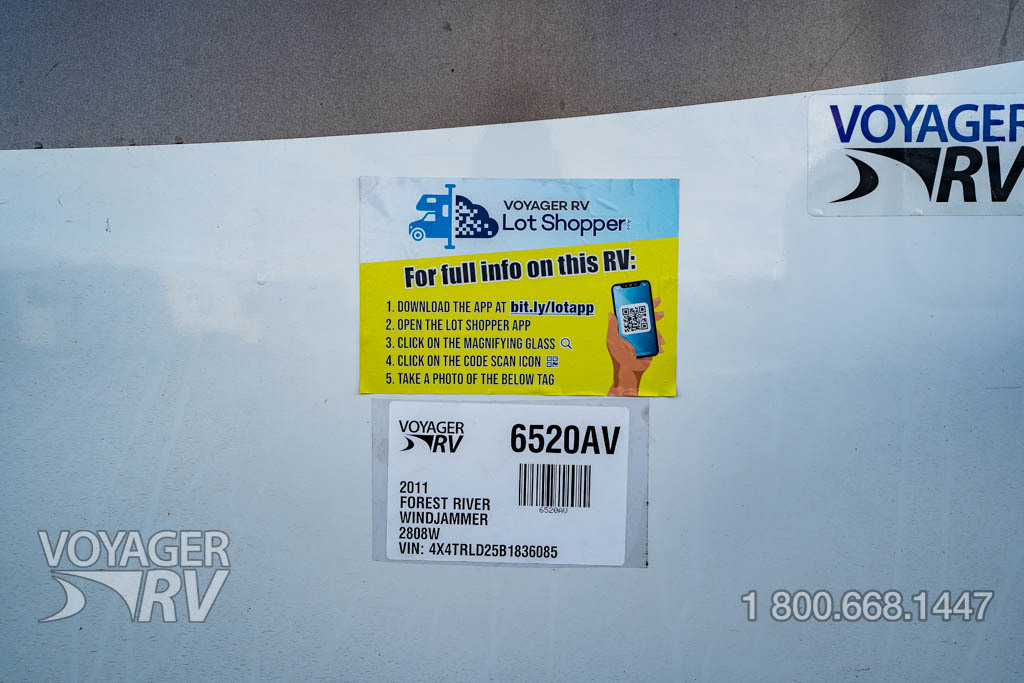 VOYAGER
RV
VOYAGER RV
Lot Shopper
For full info on this RV:
1. DOWNLOAD THE APP AT bit.ly/lotapp
2. OPEN THE LOT SHOPPER APP
3. CLICK ON THE MAGNIFYING GLASS
4. CLICK ON THE CODE SCAN ICON
5. TAKE A PHOTO OF THE BELOW TAG
VOYAGER
RV
6520AV
6520AV
2011
FOREST RIVER
WINDJAMMER
2808W
VIN: 4X4TRLD25B1836085
VOYAGER
RV
1 800.668.1447